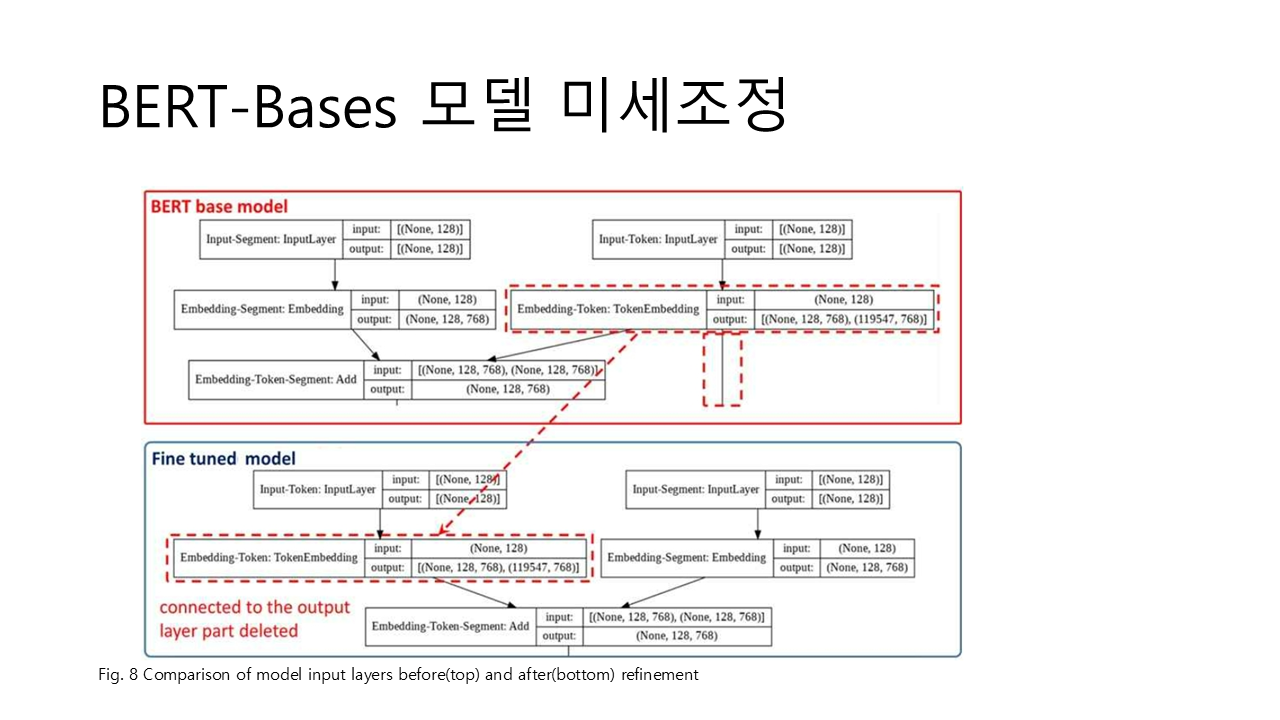 BERT-Bases 모델 미세조정
BERT base model
Input-Segment: InputLayer input: [(None, 128)]
output: [(None, 128)]
Input-Token: InputLayer input: [(None, 128)]
output: [(None, 128)]
Embedding-Segment: Embedding input: (None, 128)
output: (None, 128, 768)
Embedding-Token: TokenEmbedding input: (None, 128)
output: [(None, 128, 768), (119547, 768)]
Embedding-Token-Segment: Add input: [(None, 128, 768), (None, 128, 768)]
output: (None, 128, 768)
Fine tuned model
Input-Token: InputLayer input: [(None, 128)]
output: [(None, 128)]
Input-Segment: InputLayer input: [(None, 128)]
output: [(None, 128)]
Embedding-Token: TokenEmbedding input: (None, 128)
output: [(None, 128, 768), (119547, 768)]
Embedding-Segment: Embedding input: (None, 128)
output: (None, 128, 768)
connected to the output
layer part deleted
Embedding-Token-Segment: Add input: [(None, 128, 768), (None, 128, 768)]
output: (None, 128, 768)
Fig. 8 Comparison of model input layers before(top) and after(bottom) refinement